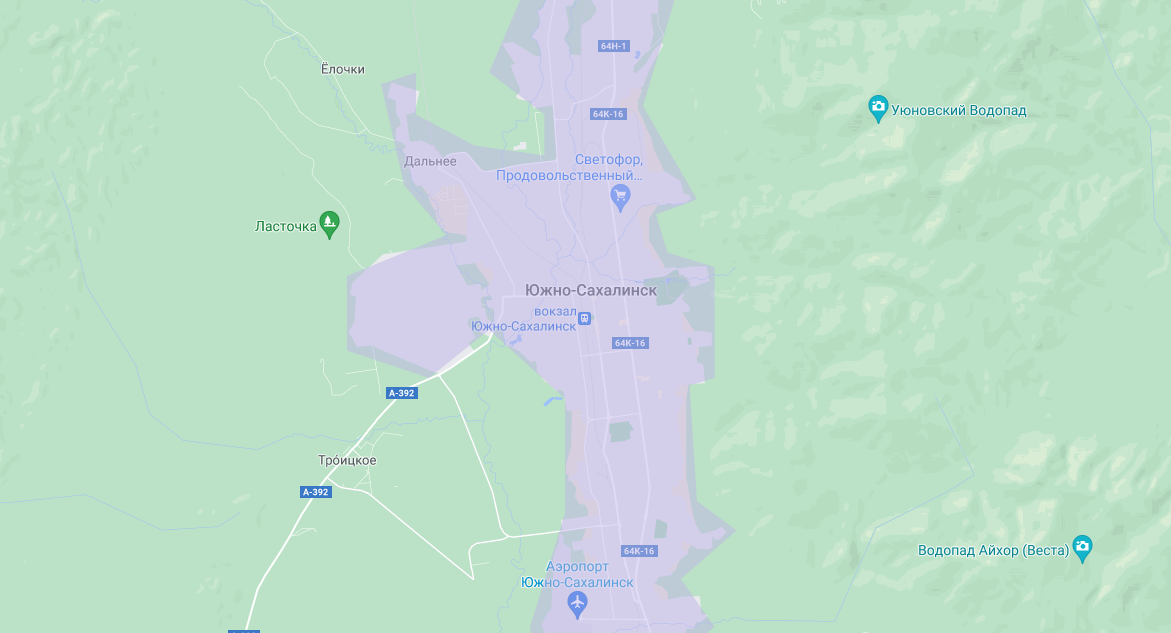 64Н-1
Ёлочки
Уюновский Водопад
64К-16
Дальнее
Светофор,
Продовольственный...
Ласточка
Южно-Сахалинск
вокзал
Южно-Сахалинск
64К-16
А-392
Тро́ицкое
А-392
64К-16
Водопад Айхор (Веста)
Аэропорт
Южно-Сахалинск